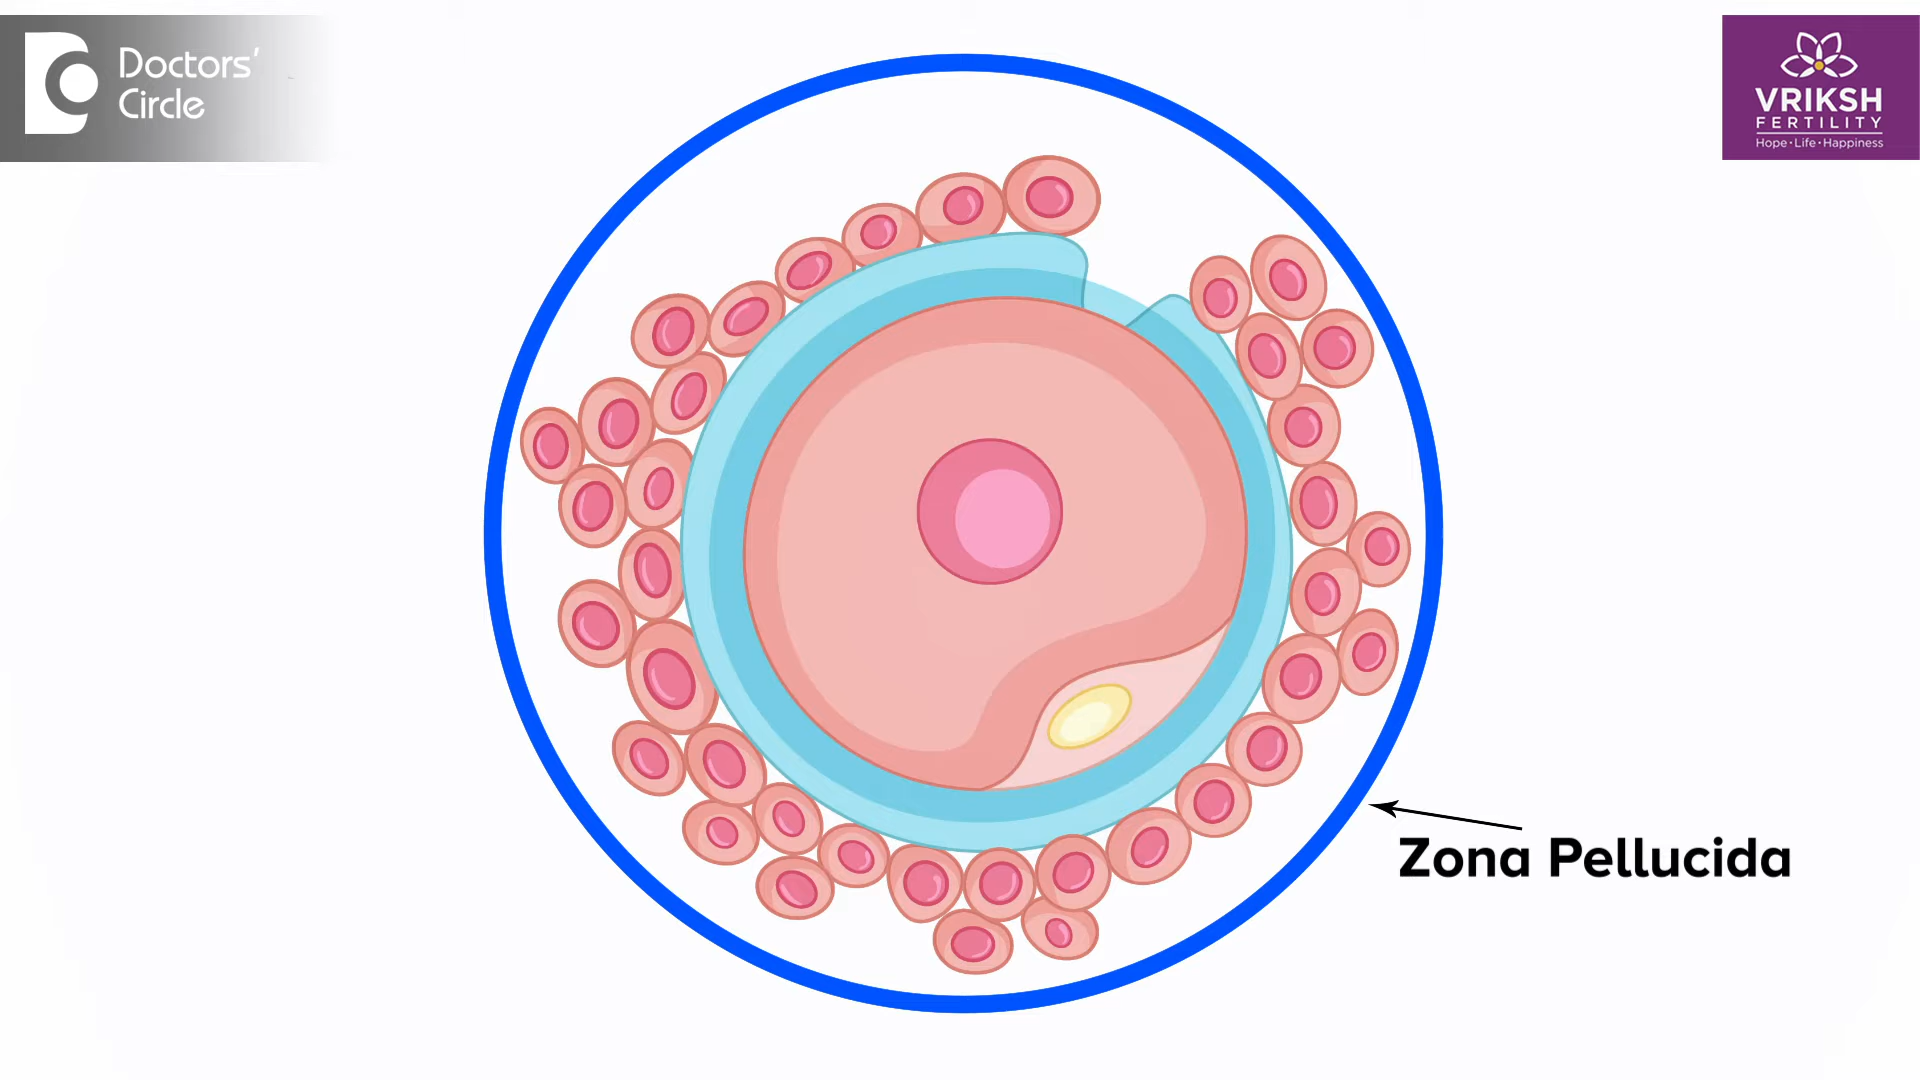 Doctors'
Circle
VRIKSH
FERTILITY
Hope·Life·Happiness
Zona Pellucida